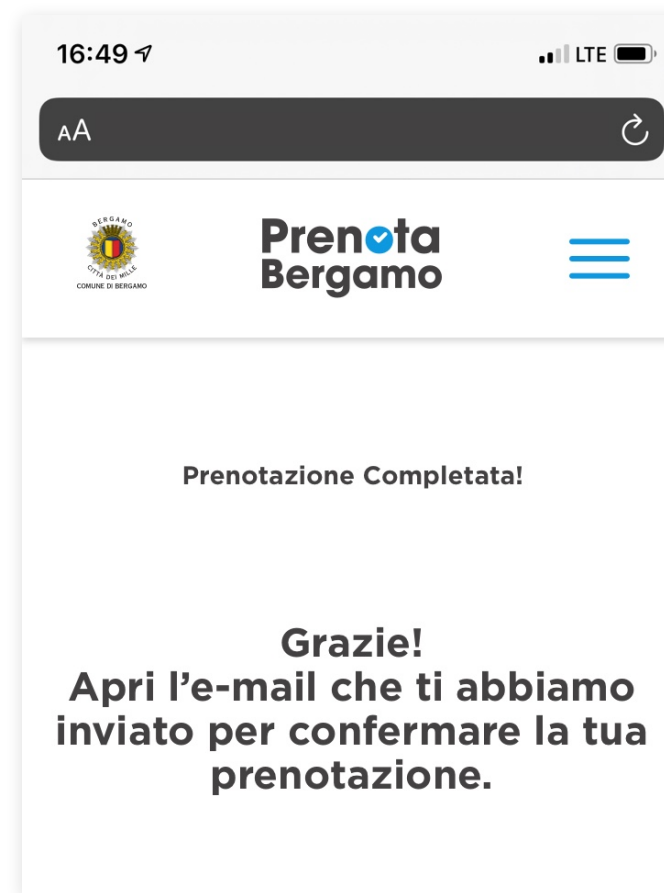 16:49
LTE
AA
BERGAMO
CITTÀ DEI MILLE
COMUNE DI BERGAMO
Prenota
Bergamo
Prenotazione Completata!
Grazie!
Apri l’e-mail che ti abbiamo
inviato per confermare la tua
prenotazione.